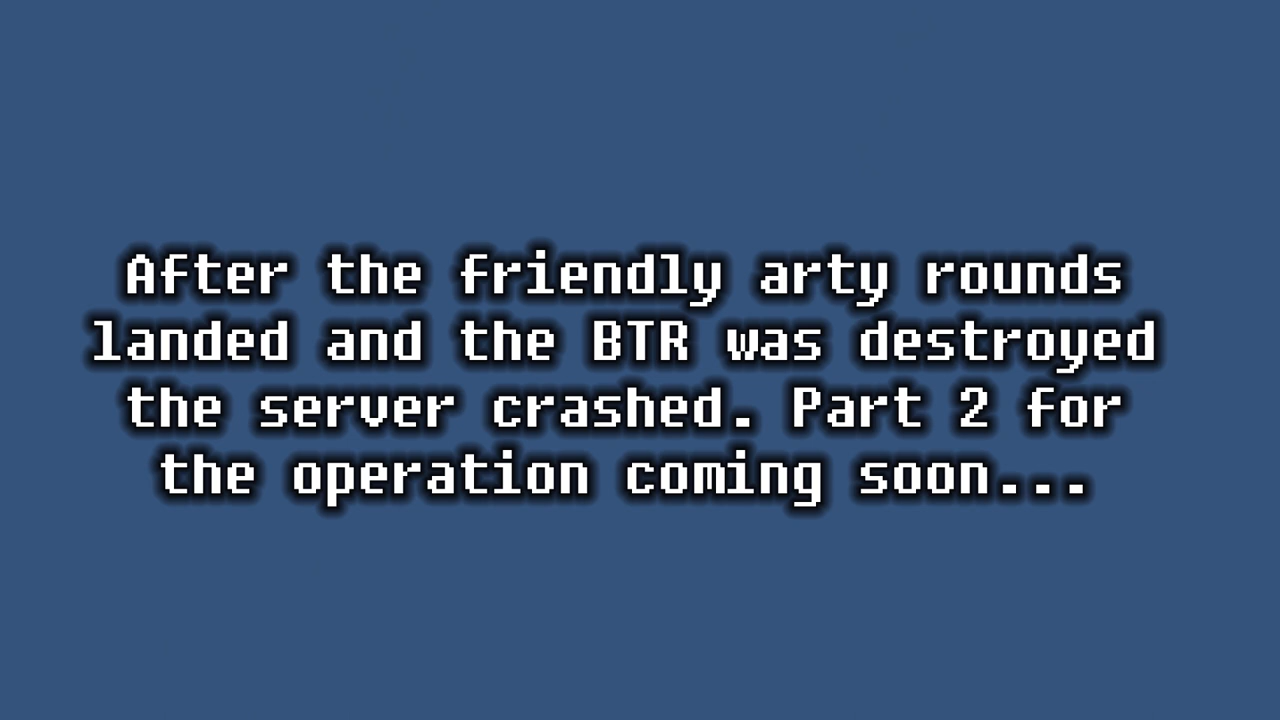 After the friendly arty rounds
landed and the BTR was destroyed
the server crashed. Part 2 for
the operation coming soon...